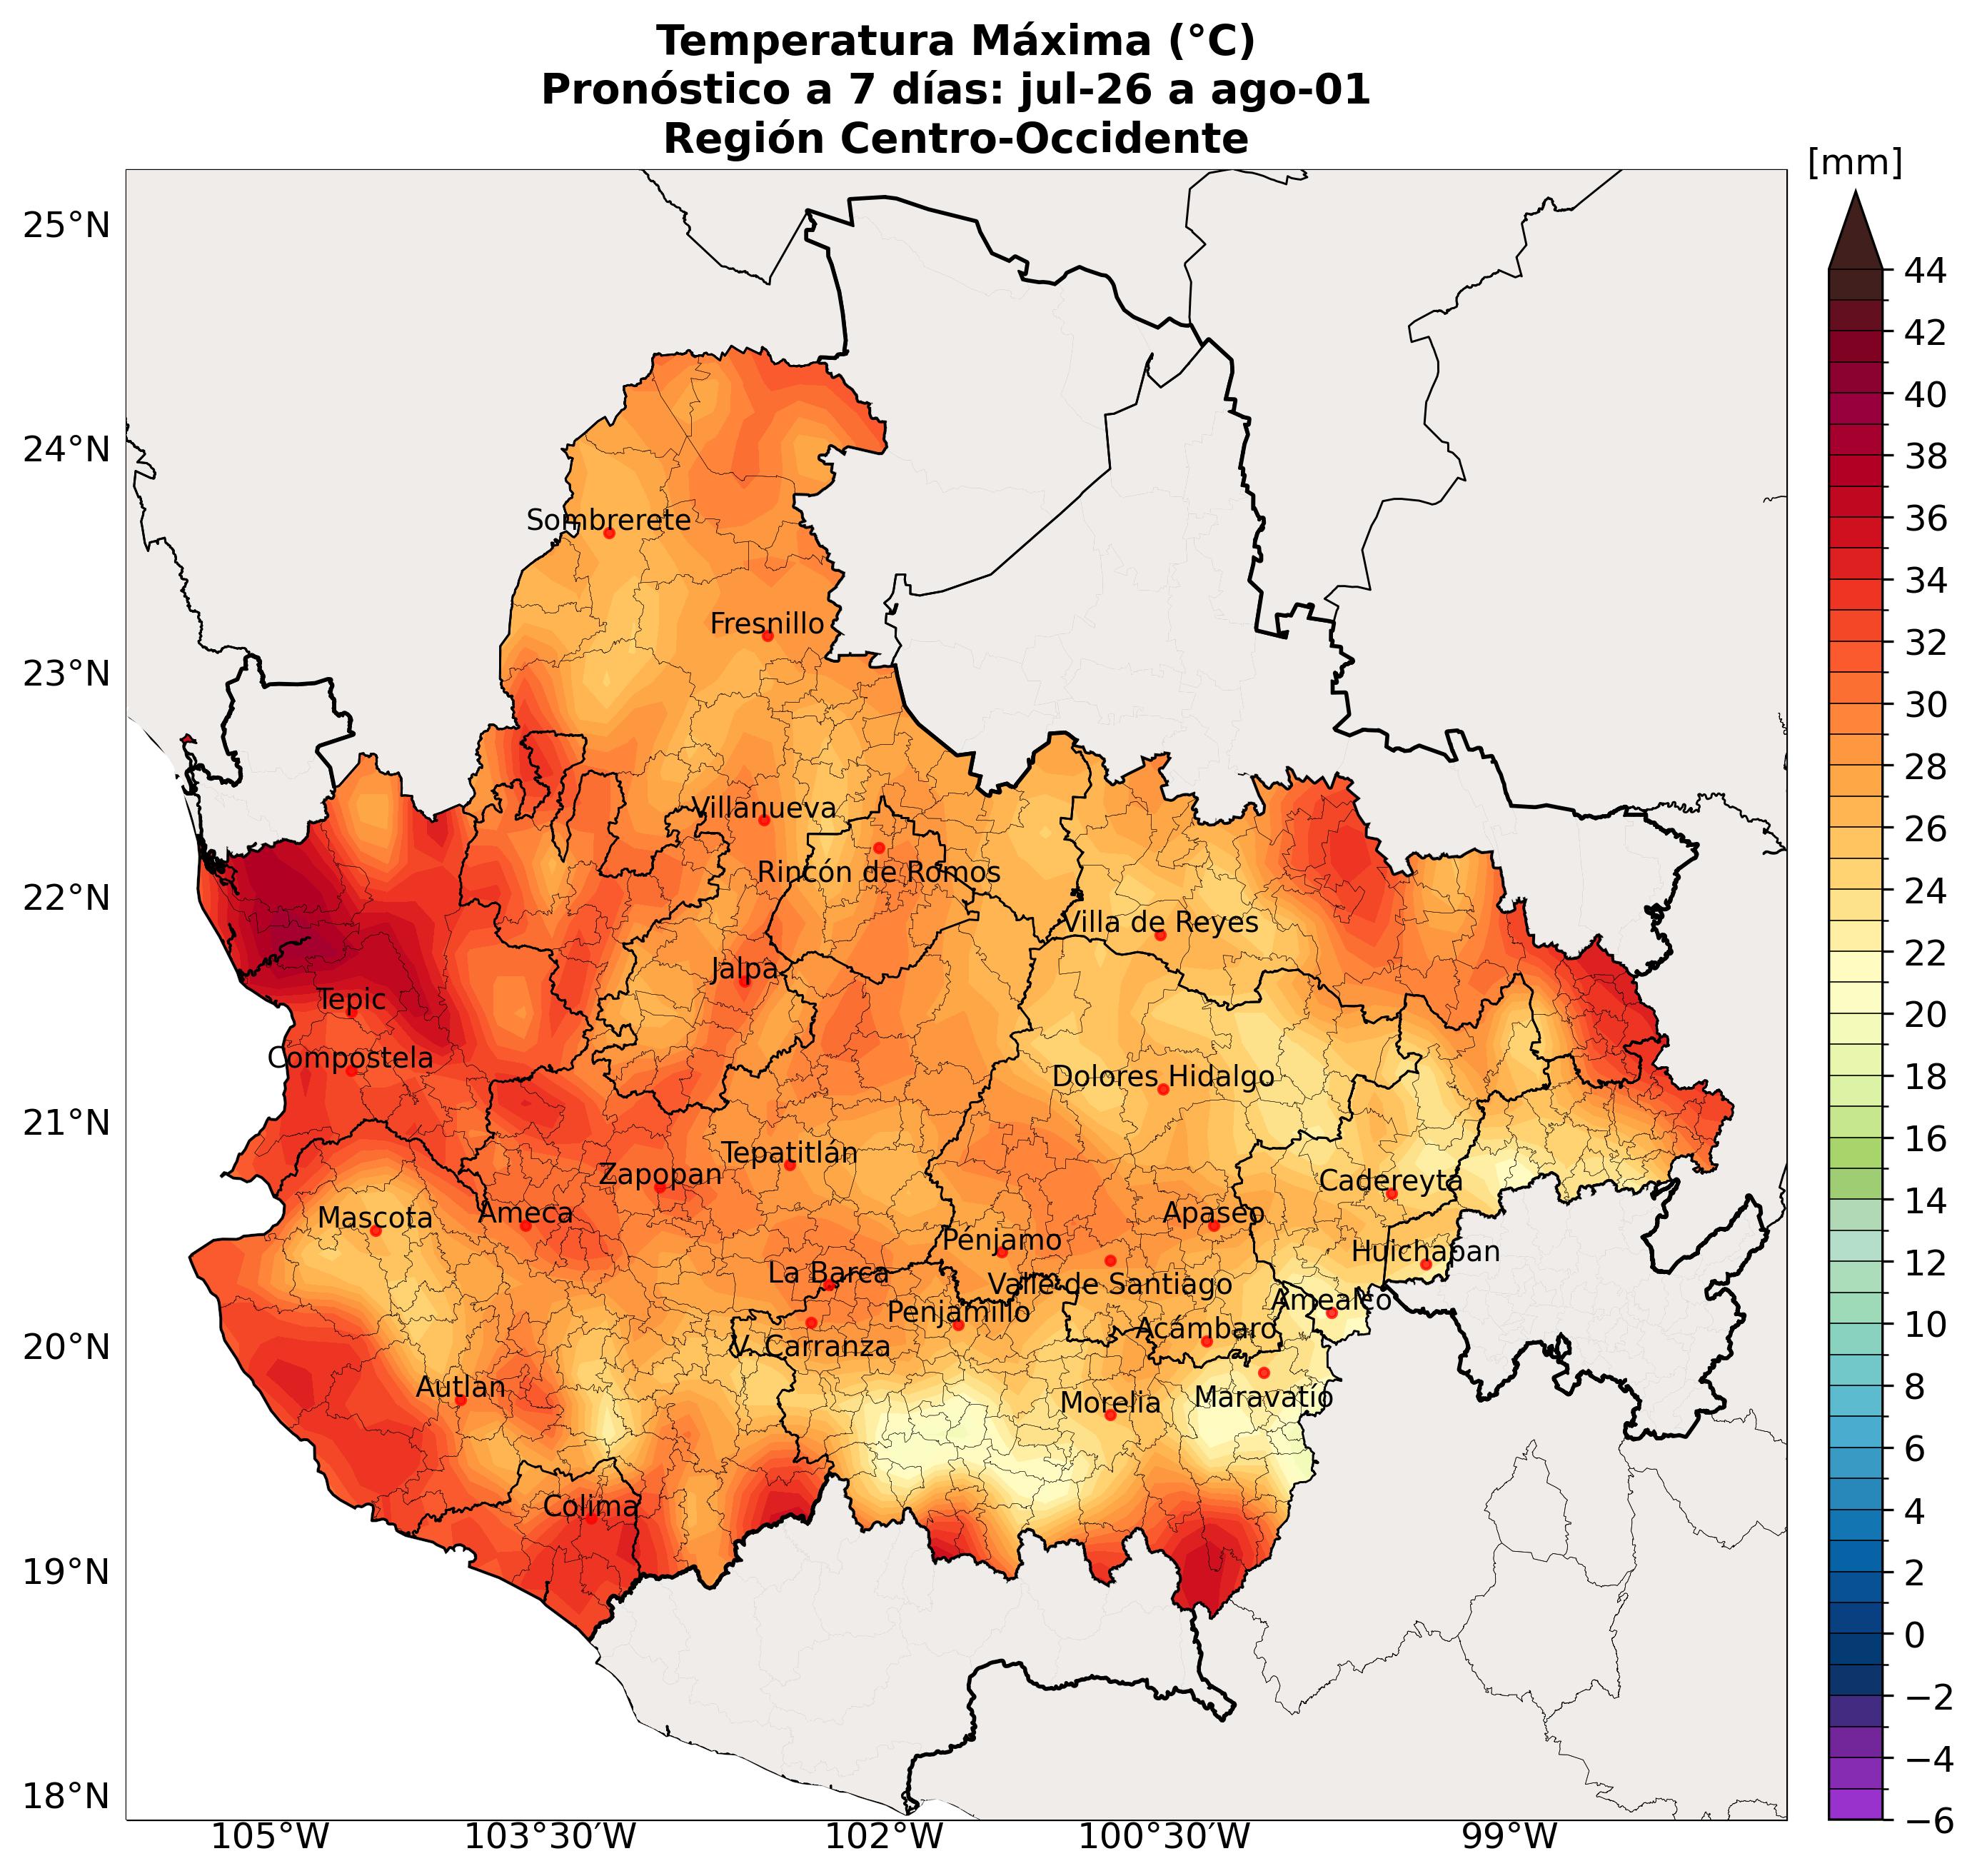 Temperatura Máxima (°C)
Pronóstico a 7 días: jul-26 a ago-01
Región Centro-Occidente
[mm]
25°N
24°N
23°N
22°N
21°N
20°N
19°N
18°N
Sombrerete
Fresnillo
Villanueva
Rincón de Romos
Villa de Reyes
Jalpa
Tepic
Compostela
Dolores Hidalgo
Tepatitlán
Zapopan
Cadereyta
Mascota
Ameca
Apaseo
Pénjamo
Huichapan
La Barca
Valle de Santiago
Amealco
Penjamillo
Acámbaro
V. Carranza
Autlan
Morelia
Maravatío
Colima
105°W
103°30′W
102°W
100°30′W
99°W
44
42
40
38
36
34
32
30
28
26
24
22
20
18
16
14
12
10
8
6
4
2
0
−2
−4
−6